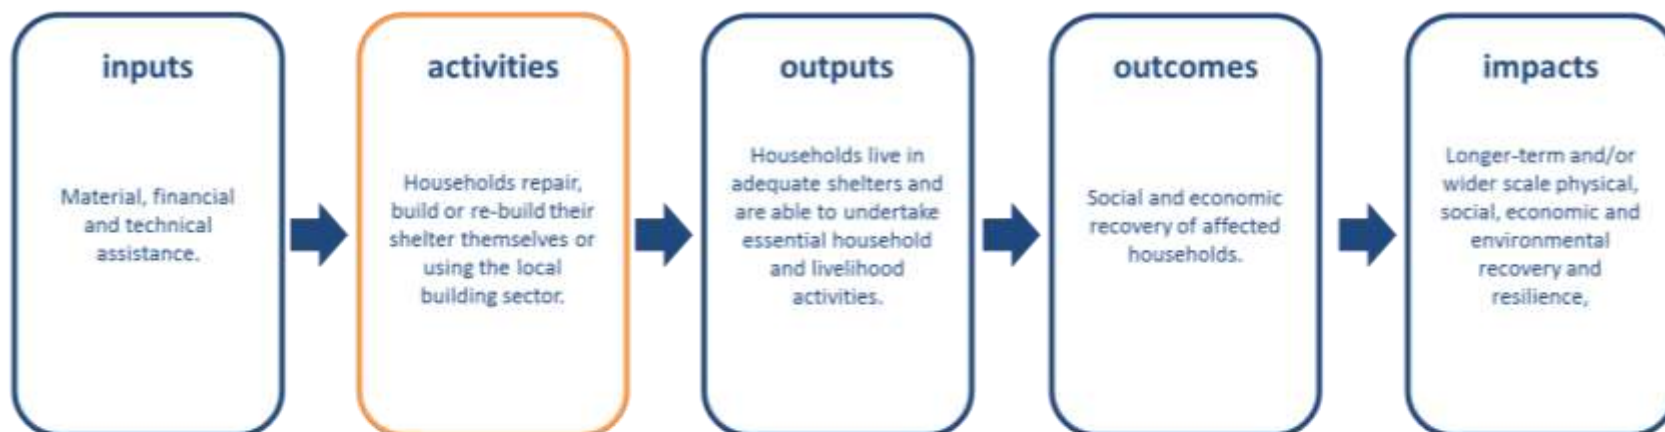 inputs
Material, financial
and technical
assistance.
activities
Households repair,
build or re-build their
shelter themselves or
using the local
building sector.
outputs
Households live in
adequate shelters and
are able to undertake
essential household
and livelihood
activities.
outcomes
Social and economic
recovery of affected
households.
impacts
Longer-term and/or
wider scale physical,
social, economic and
environmental
recovery and
resilience,